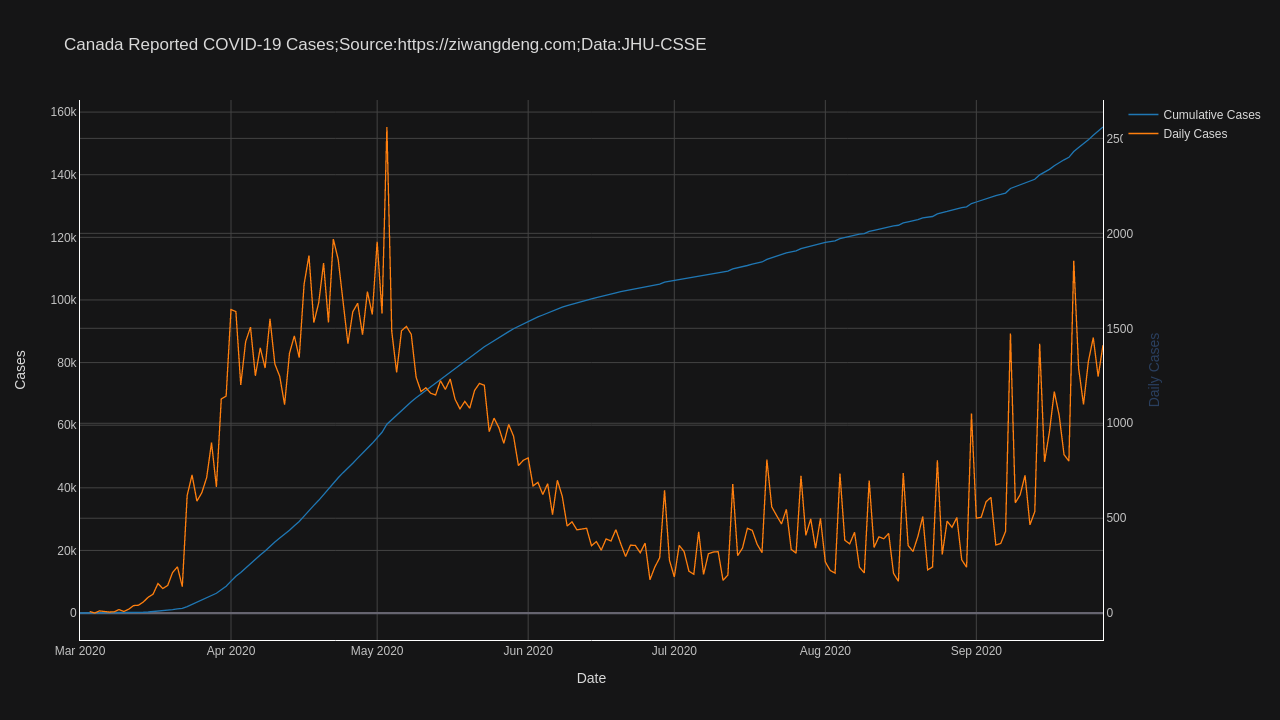 Canada Reported COVID-19 Cases;Source:https://ziwangdeng.com;Data:JHU-CSSE
160k
140k
120k
100k
80k
60k
40k
20k
0
Cases
Mar 2020
Apr 2020
May 2020
Jun 2020
Jul 2020
Aug 2020
Sep 2020
Date
2000
1500
1000
500
0
Daily Cases
Cumulative Cases
Daily Cases